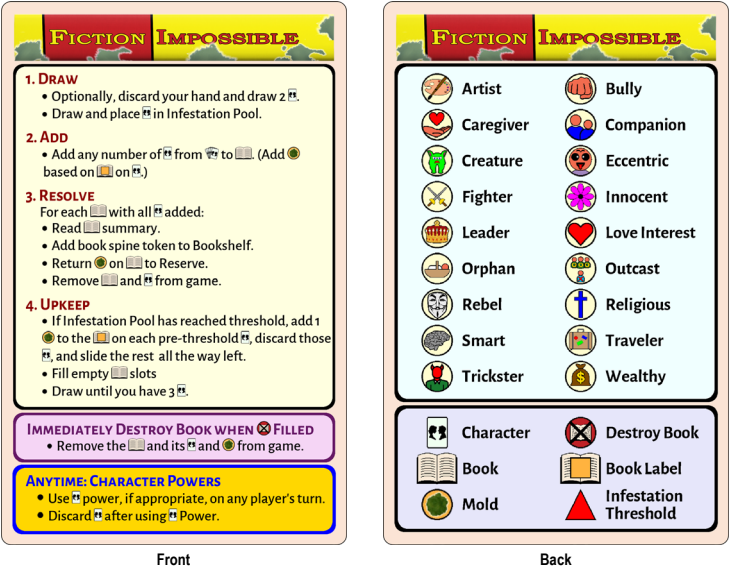 FICTION IMPOSSIBLE
1. DRAW
• Optionally, discard your hand and draw 2 .
• Draw and place in Infestation Pool.
2. ADD
• Add any number of from to . (Add
based on on .)
3. RESOLVE
For each with all added:
• Read summary.
• Add book spine token to Bookshelf.
• Return on to Reserve.
• Remove and from game.
4. UPKEEP
• If Infestation Pool has reached threshold, add 1
to the on each pre-threshold , discard those
, and slide the rest all the way left.
• Fill empty slots
• Draw until you have 3 .
IMMEDIATELY DESTROY BOOK WHEN FILLED
• Remove the and its and from game.
ANYTIME: CHARACTER POWERS
• Use power, if appropriate, on any player's turn.
• Discard after using Power.
Front
FICTION IMPOSSIBLE
Artist Bully
Caregiver Companion
Creature Eccentric
Fighter Innocent
Leader Love Interest
Orphan Outcast
Rebel Religious
Smart Traveler
Trickster Wealthy
Character Destroy Book
Book Book Label
Mold Infestation
Threshold
Back